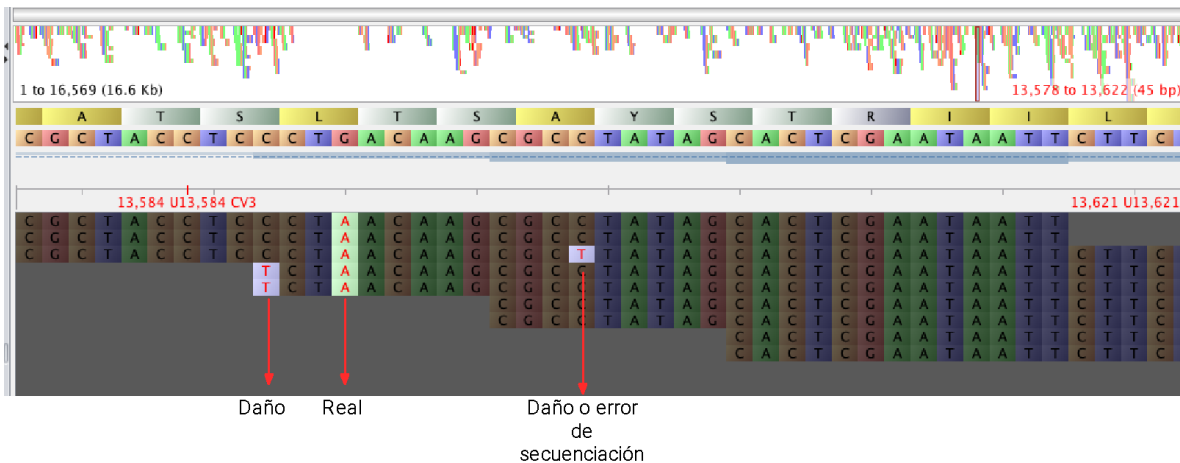 1 to 16,569 (16.6 Kb)
13,578 to 13,622 (45 bp)
A T S L T S A Y S T R I I L
C G C T A C C T C C C T G A C A A G C G C C T A T A G C A C T C G A A T A A T T C T T C
13,584 U13,584 CV3
13,621 U13,621
C G C T A C C T C C C T A A C A A G C G C C T A T A G C A C T C G A A T A A T T
C G C T A C C T C C C T A A C A A G C G C C T A T A G C A C T C G A A T A A T T
C G C T A C C T C C C T A A C A A G C G C T T A T A G C A C T C G A A T A A T T C T T C
T C T A A C A A G C G C C T A T A G C A C T C G A A T A A T T C T T C
T C T A A C A A G C G C C T A T A G C A C T C G A A T A A T T C T T C
C G C C T A T A G C A C T C G A A T A A T T C T T C
C G C C T A T A G C A C T C G A A T A A T T C T T C
C A C T C G A A T A A T T C T T C
C A C T C G A A T A A T T C T T C
Daño
Real
Daño o error
de
secuenciación